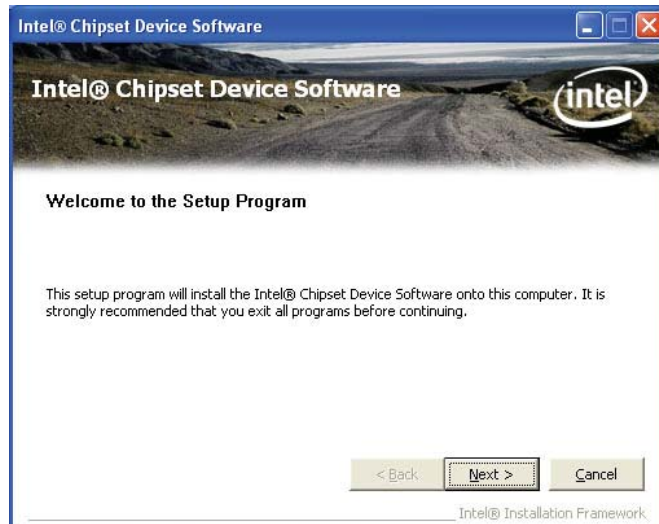 Intel® Chipset Device Software
Intel® Chipset Device Software
intel
Welcome to the Setup Program
This setup program will install the Intel® Chipset Device Software onto this computer. It is
strongly recommended that you exit all programs before continuing.
< Back Next > Cancel
Intel® Installation Framework